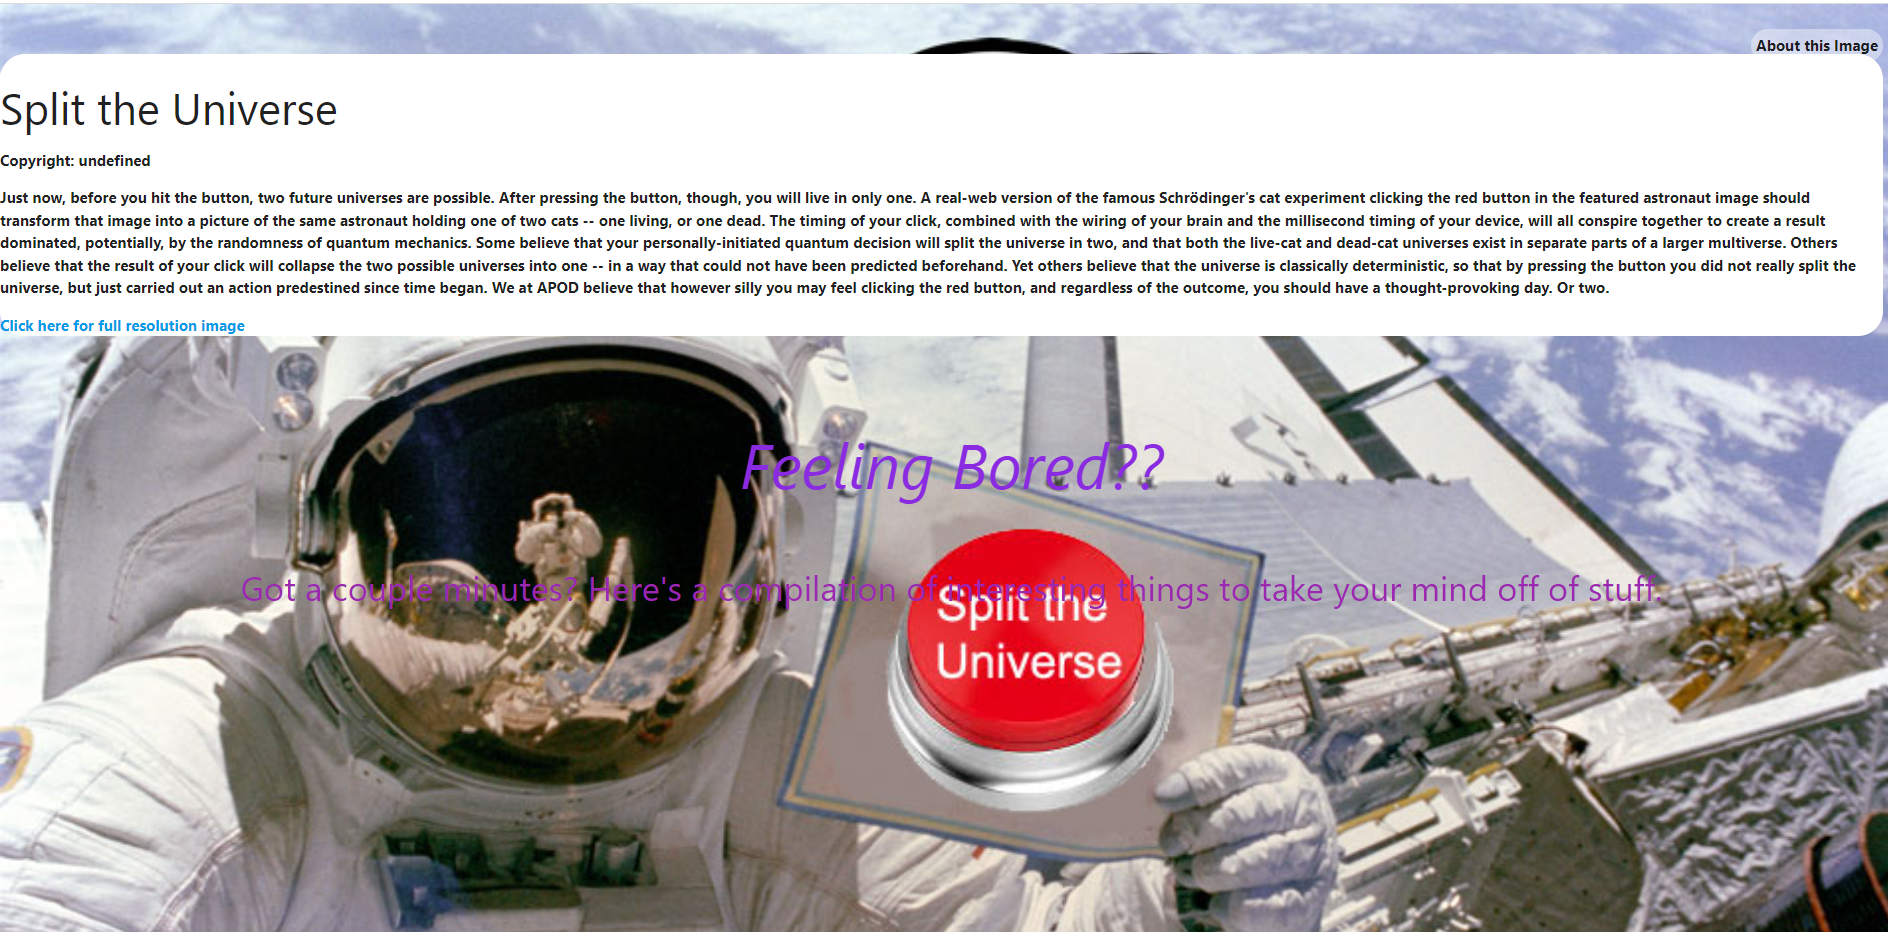 About this Image
Split the Universe
Copyright: undefined
Just now, before you hit the button, two future universes are possible. After pressing the button, though, you will live in only one. A real-web version of the famous Schrödinger's cat experiment clicking the red button in the featured astronaut image should
transform that image into a picture of the same astronaut holding one of two cats -- one living, or one dead. The timing of your click, combined with the wiring of your brain and the millisecond timing of your device, will all conspire together to create a result
dominated, potentially, by the randomness of quantum mechanics. Some believe that your personally-initiated quantum decision will split the universe in two, and that both the live-cat and dead-cat universes exist in separate parts of a larger multiverse. Others
believe that the result of your click will collapse the two possible universes into one -- in a way that could not have been predicted beforehand. Yet others believe that the universe is classically deterministic, so that by pressing the button you did not really split the
universe, but just carried out an action predestined since time began. We at APOD believe that however silly you may feel clicking the red button, and regardless of the outcome, you should have a thought-provoking day. Or two.
Click here for full resolution image
Feeling Bored??
Got a couple minutes? Here's a compilation of interesting things to take your mind off of stuff.
Split the
Universe